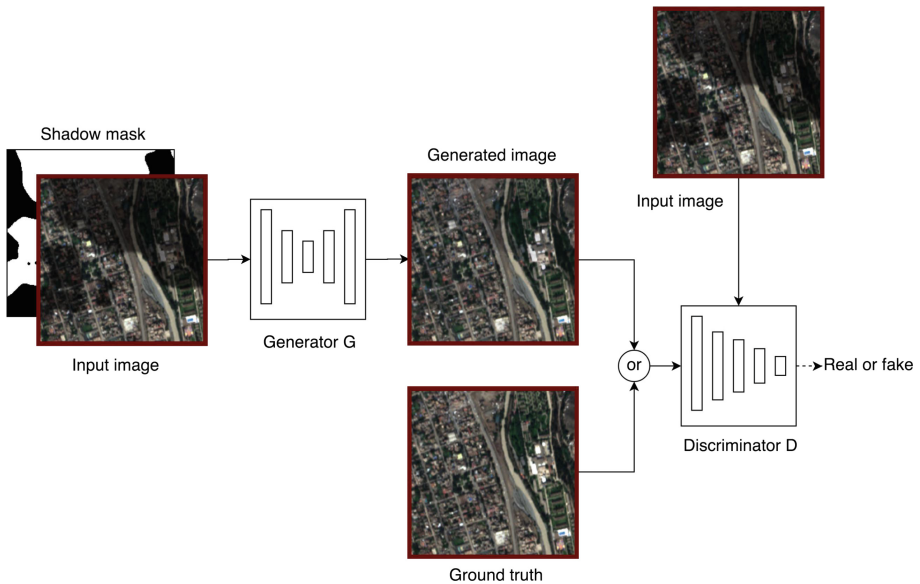 Shadow mask
Input image
Generator G
Generated image
Ground truth
Input image
or
Discriminator D
Real or fake